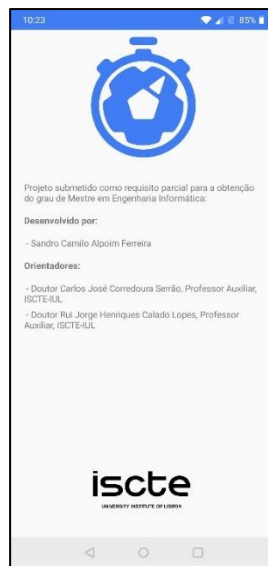 10:23 85%
Projeto submetido como requisito parcial para a obtenção
do grau de Mestre em Engenharia Informática:
Desenvolvido por:
- Sandro Camilo Alpoim Ferreira
Orientadores:
- Doutor Carlos José Corredoura Serrão, Professor Auxiliar,
ISCTE-IUL
- Doutor Rui Jorge Henriques Calado Lopes, Professor
Auxiliar, ISCTE-IUL
iscte
UNIVERSITY INSTITUTE OF LISBON